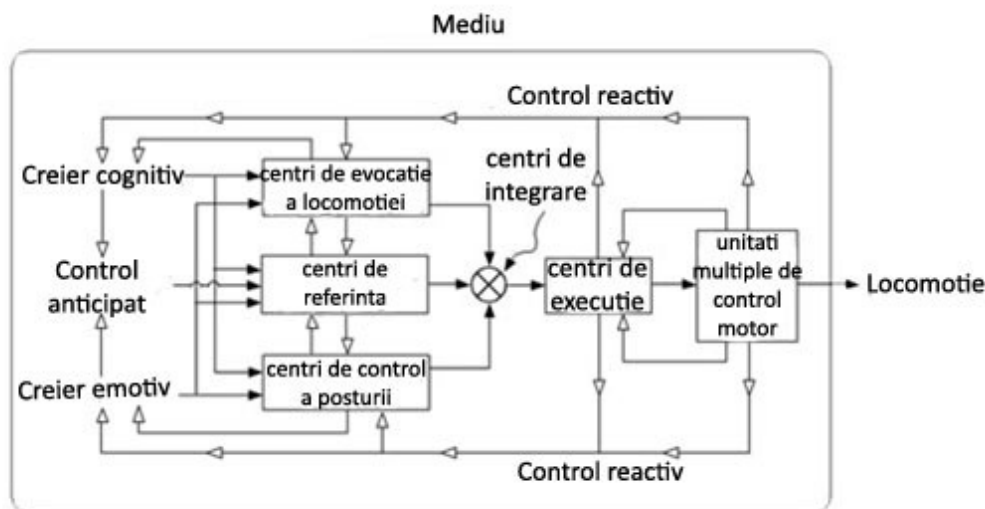 Mediu
Control reactiv
centri de
integrare
Creier cognitiv
centri de evocatie
a locomotiei
Control
anticipat
centri de
referinta
centri de
executie
unitati
multiple de
control
motor
Locomotie
Creier emotiv
centri de control
a posturii
Control reactiv